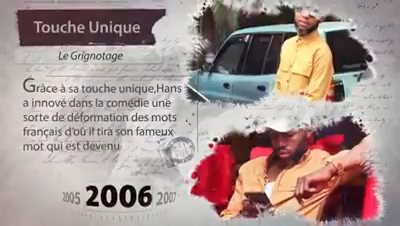 Touche Unique
Le Grignotage
Grâce à sa touche unique,Hans
a innové dans la comédie une
sorte de déformation des mots
français d'où il tira son fameux
mot qui est devenu
2005 2006 2007